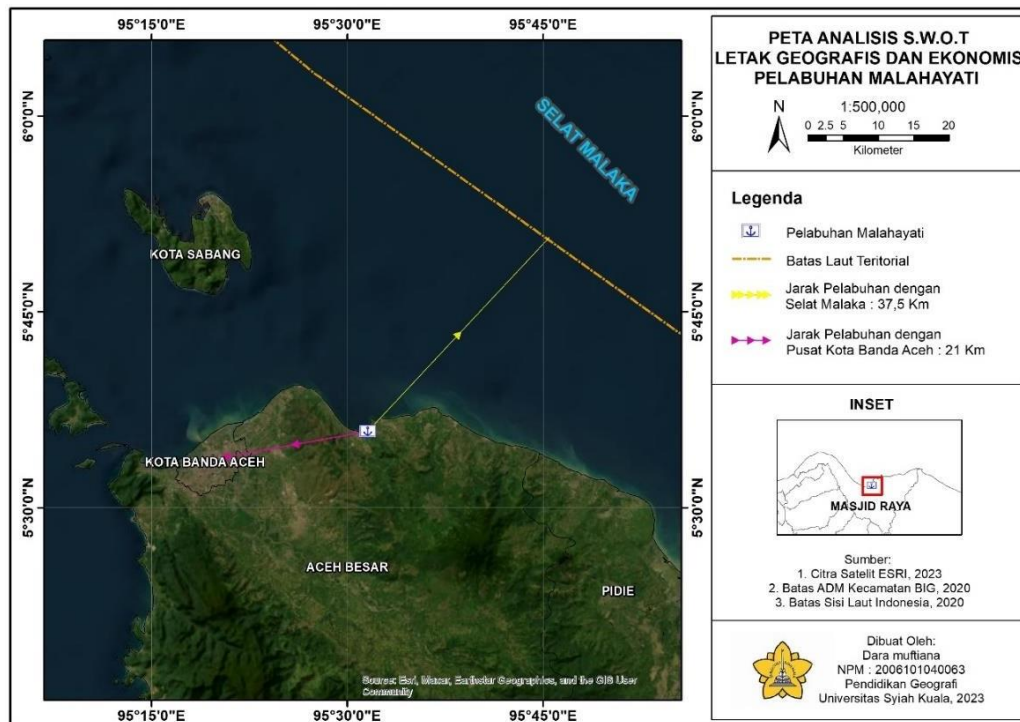 95°15'0"E
95°30'0"E
95°45'0"E
6°0'0"N
5°45'0"N
5°30'0"N
SELAT MALAKA
KOTA SABANG
KOTA BANDA ACEH
ACEH BESAR
PIDIE
Source: Esri, Maxar, Earthstar Geographics, and the GIS User
Community
6°0'0"N
5°45'0"N
5°30'0"N
95°15'0"E
95°30'0"E
95°45'0"E
PETA ANALISIS S.W.O.T
LETAK GEOGRAFIS DAN EKONOMIS
PELABUHAN MALAHAYATI
N
1:500,000
0 2.5 5 10 15 20
Kilometer
Legenda
Pelabuhan Malahayati
Batas Laut Teritorial
Jarak Pelabuhan dengan
Selat Malaka : 37,5 Km
Jarak Pelabuhan dengan
Pusat Kota Banda Aceh : 21 Km
INSET
MASJID RAYA
Sumber:
1. Citra Satelit ESRI, 2023
2. Batas ADM Kecamatan BIG, 2020
3. Batas Sisi Laut Indonesia, 2020
Dibuat Oleh:
Dara muftiana
NPM : 2006101040063
Pendidikan Geografi
Universitas Syiah Kuala, 2023